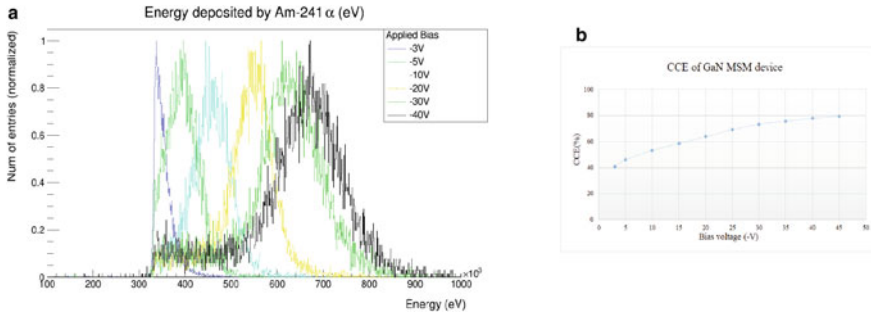 a
Energy deposited by Am-241 α (eV)
Num of entries (normalized)
1
0.8
0.6
0.4
0.2
0
Applied Bias
-3V
-5V
-10V
-20V
-30V
-40V
100 200 300 400 500 600 700 800 900 1000
×10³
Energy (eV)
b
CCE of GaN MSM device
CCE(%)
100
80
60
40
20
0
0 5 10 15 20 25 30 35 40 45 50
Bias voltage (-V)